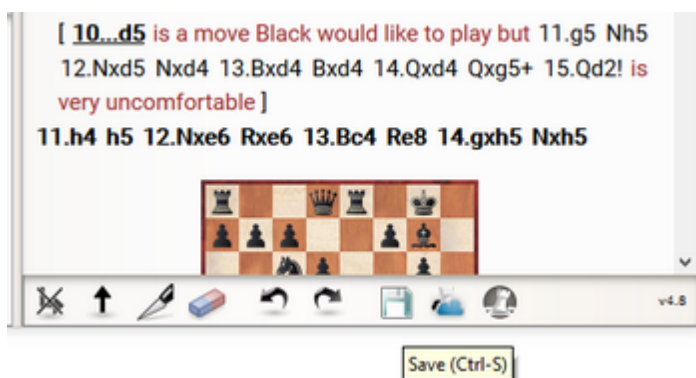 [ 10...d5 is a move Black would like to play but 11.g5 Nh5
12.Nxd5 Nxd4 13.Bxd4 Bxd4 14.Qxd4 Qxg5+ 15.Qd2! is
very uncomfortable ]
11.h4 h5 12.Nxe6 Rxe6 13.Bc4 Re8 14.gxh5 Nxh5
v4.8
Save (Ctrl-S)